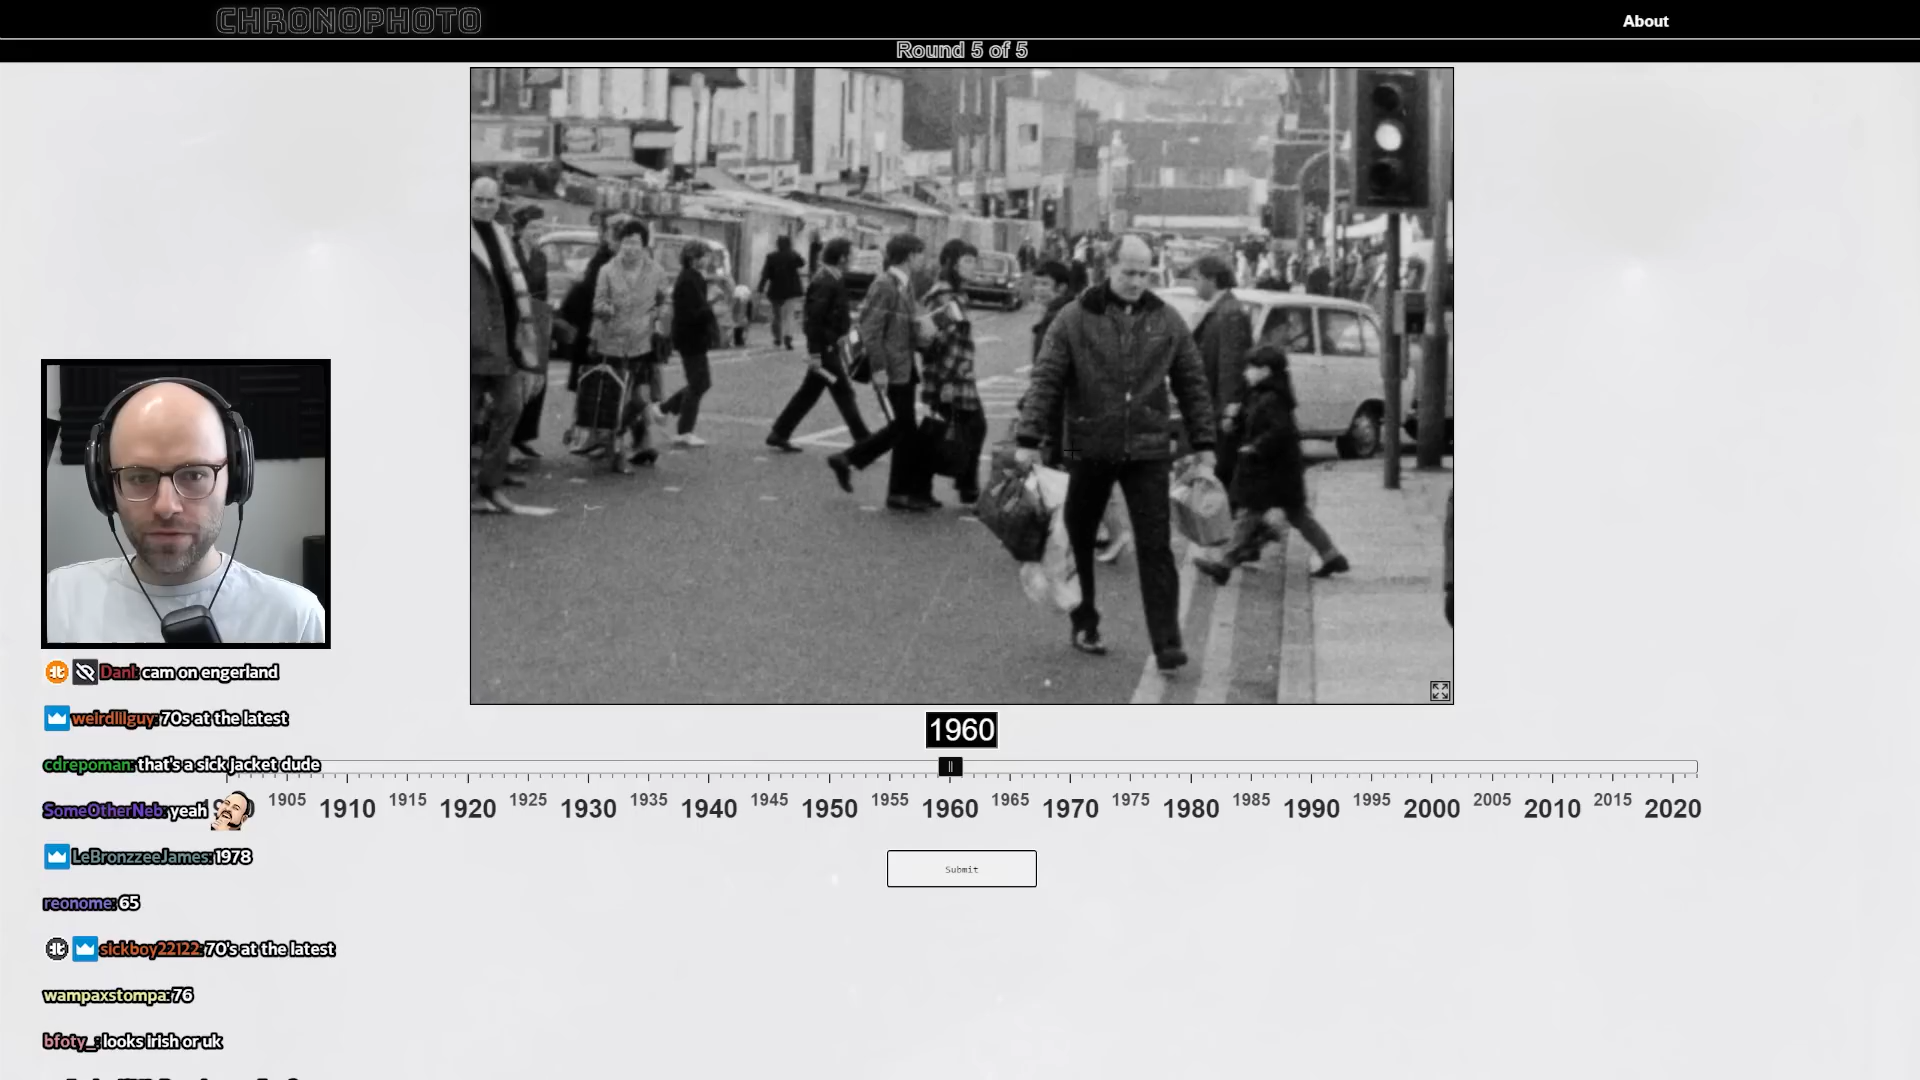 CHRONOPHOTO
About
Round 5 of 5
1960
1905 1910 1915 1920 1925 1930 1935 1940 1945 1950 1955 1960 1965 1970 1975 1980 1985 1990 1995 2000 2005 2010 2015 2020
Submit
Danl: cam on engerland
weirdlilguy: 70s at the latest
cdrepoman: that's a sick jacket dude
SomeOtherNeb: yeah
LeBronzzeeJames: 1978
reonome: 65
sickboy22122: 70's at the latest
wampaxstompa: 76
bfoty_: looks irish or uk